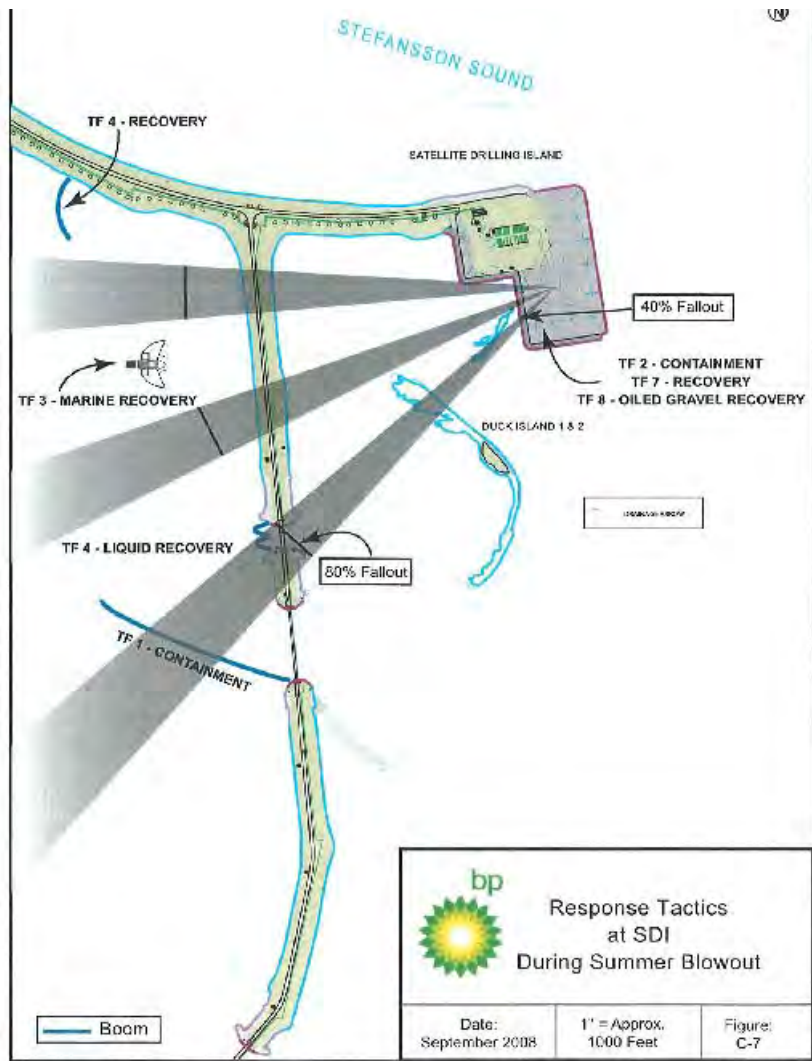 N
STEFANSSON SOUND
TF 4 - RECOVERY
SATELLITE DRILLING ISLAND
40% Fallout
TF 2 - CONTAINMENT
TF 7 - RECOVERY
TF 8 - OILED GRAVEL RECOVERY
TF 3 - MARINE RECOVERY
DUCK ISLAND 1 & 2
DRAINAGE ARROW
TF 4 - LIQUID RECOVERY
80% Fallout
TF 1 - CONTAINMENT
bp
Response Tactics
at SDI
During Summer Blowout
Boom
Date:
September 2008
1" = Approx.
1000 Feet
Figure:
C-7